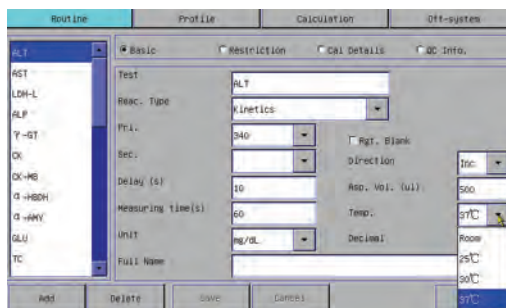 Routine Profile Calculation Off-system
ALT
AST
LDH-L
ALP
γ-GT
CK
CK-MB
α-HBDH
α-AMY
GLU
TC
Basic Restriction Cal Details QC Info.
Test ALT
Reac. Type Kinetics
Pri. 340 Rgt. Blank
Sec. Direction Inc.
Delay (s) 10 Asp. Vol. (ul) 500
Measuring time(s) 60 Temp. 37℃
Unit mg/dL Decimal Room
25℃
Full Name 30℃
37℃
Add Delete Save Cancel